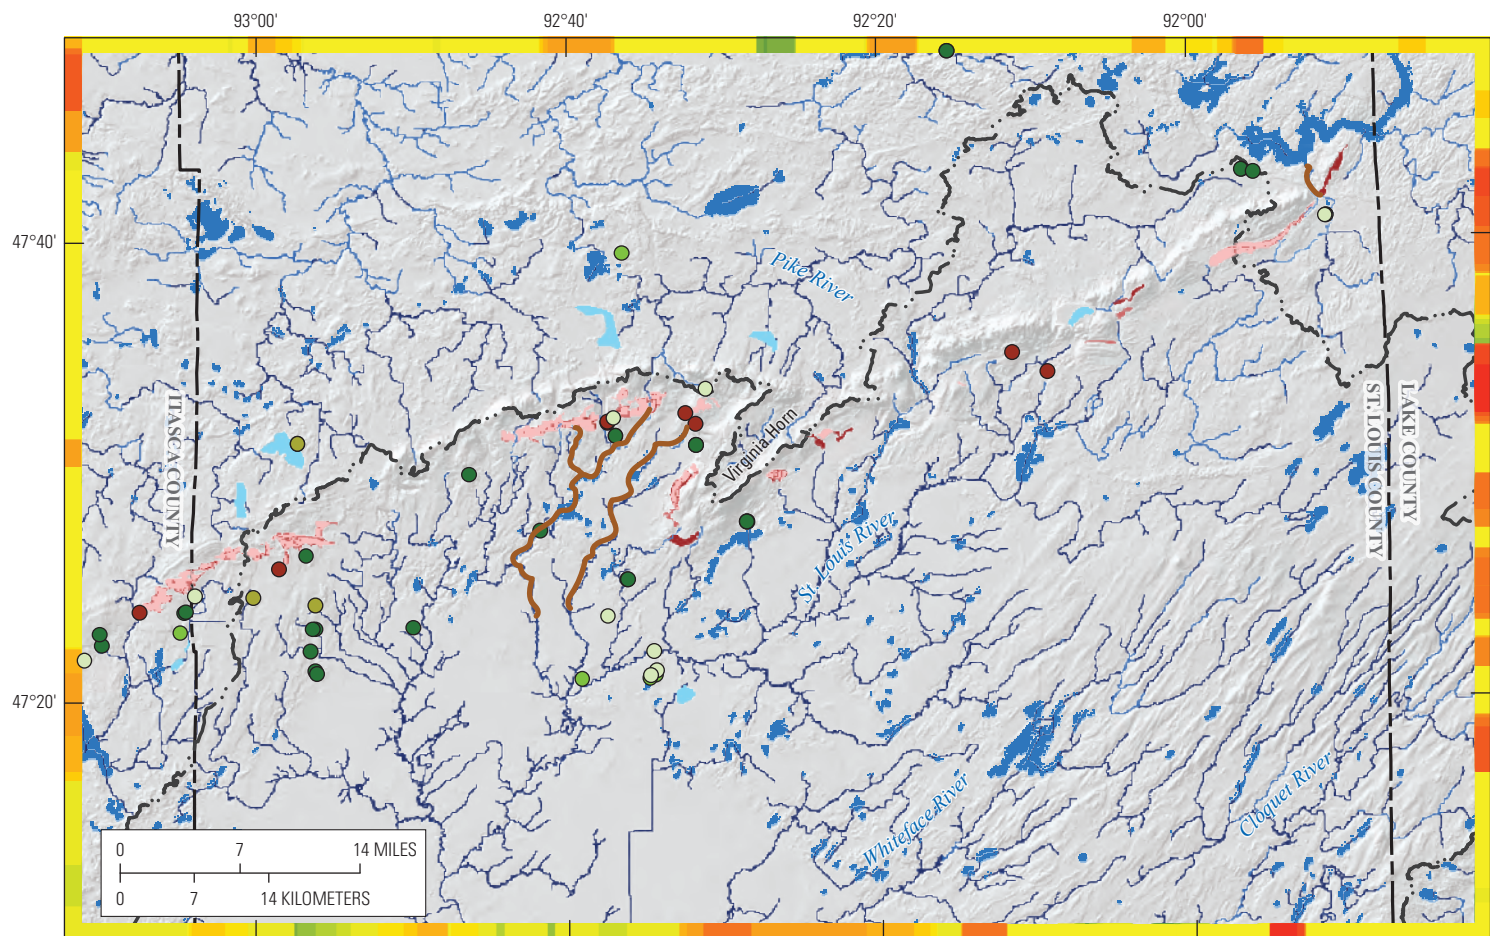 93°00'
92°40'
92°20'
92°00'
47°40'
47°20'
Pike River
Virginia Horn
St. Louis River
Whiteface River
Cloquet River
ITASCA COUNTY
ST. LOUIS COUNTY
LAKE COUNTY
0 7 14 MILES
0 7 14 KILOMETERS